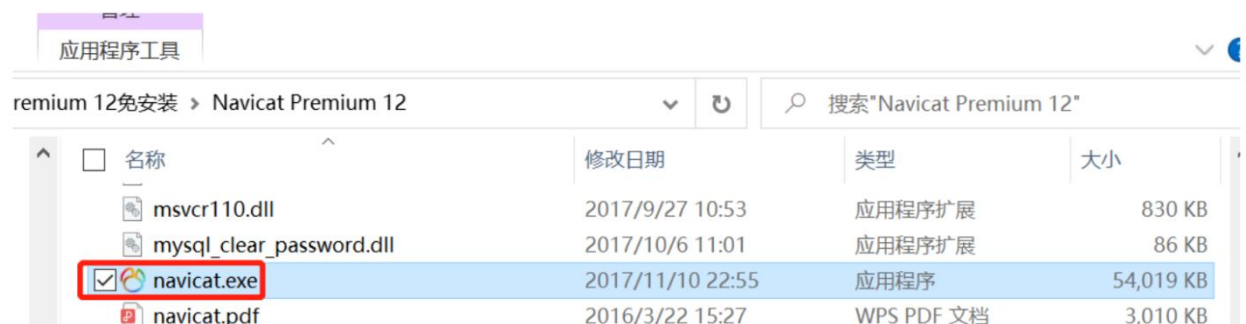 管理
应用程序工具
remium 12免安装 > Navicat Premium 12
搜索"Navicat Premium 12"
名称 修改日期 类型 大小
msvcr110.dll 2017/9/27 10:53 应用程序扩展 830 KB
mysql_clear_password.dll 2017/10/6 11:01 应用程序扩展 86 KB
navicat.exe 2017/11/10 22:55 应用程序 54,019 KB
navicat.pdf 2016/3/22 15:27 WPS PDF 文档 3,010 KB